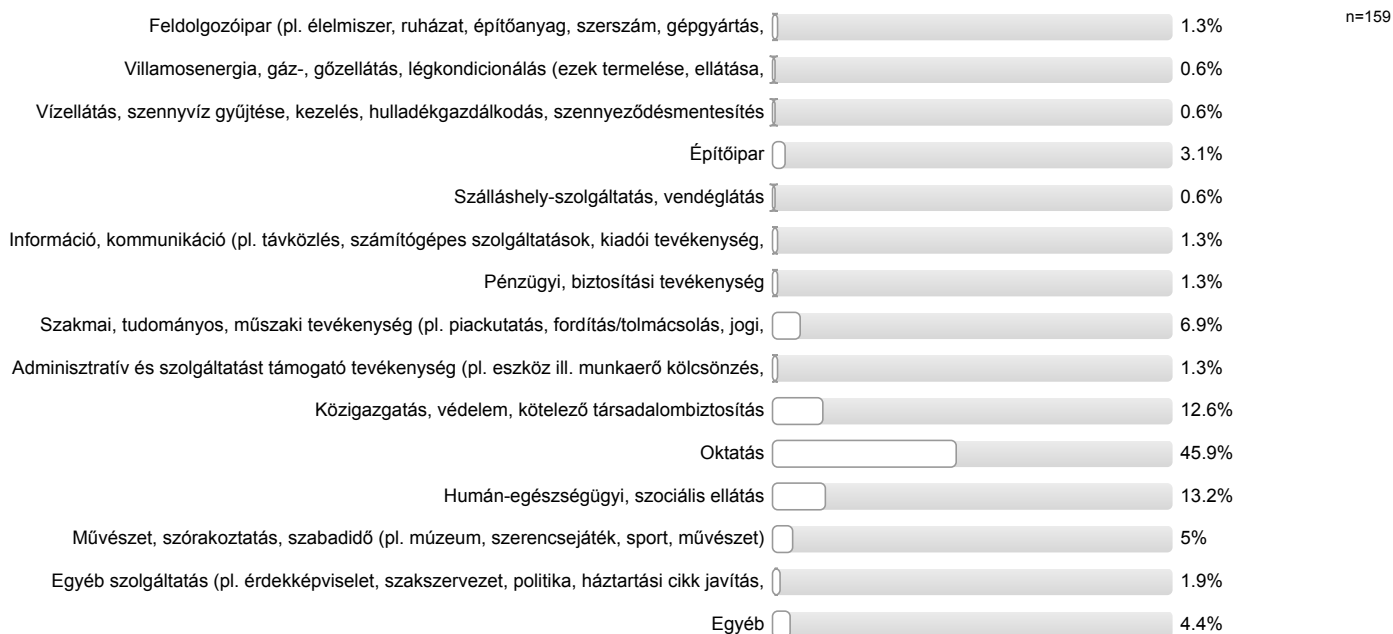 n=159
Feldolgozóipar (pl. élelmiszer, ruházat, építőanyag, szerszám, gépgyártás, 1.3%
Villamosenergia, gáz-, gőzellátás, légkondicionálás (ezek termelése, ellátása, 0.6%
Vízellátás, szennyvíz gyűjtése, kezelés, hulladékgazdálkodás, szennyeződésmentesítés 0.6%
Építőipar 3.1%
Szálláshely-szolgáltatás, vendéglátás 0.6%
Információ, kommunikáció (pl. távközlés, számítógépes szolgáltatások, kiadói tevékenység, 1.3%
Pénzügyi, biztosítási tevékenység 1.3%
Szakmai, tudományos, műszaki tevékenység (pl. piackutatás, fordítás/tolmácsolás, jogi, 6.9%
Adminisztratív és szolgáltatást támogató tevékenység (pl. eszköz ill. munkaerő kölcsönzés, 1.3%
Közigazgatás, védelem, kötelező társadalombiztosítás 12.6%
Oktatás 45.9%
Humán-egészségügyi, szociális ellátás 13.2%
Művészet, szórakoztatás, szabadidő (pl. múzeum, szerencsejáték, sport, művészet) 5%
Egyéb szolgáltatás (pl. érdekképviselet, szakszervezet, politika, háztartási cikk javítás, 1.9%
Egyéb 4.4%